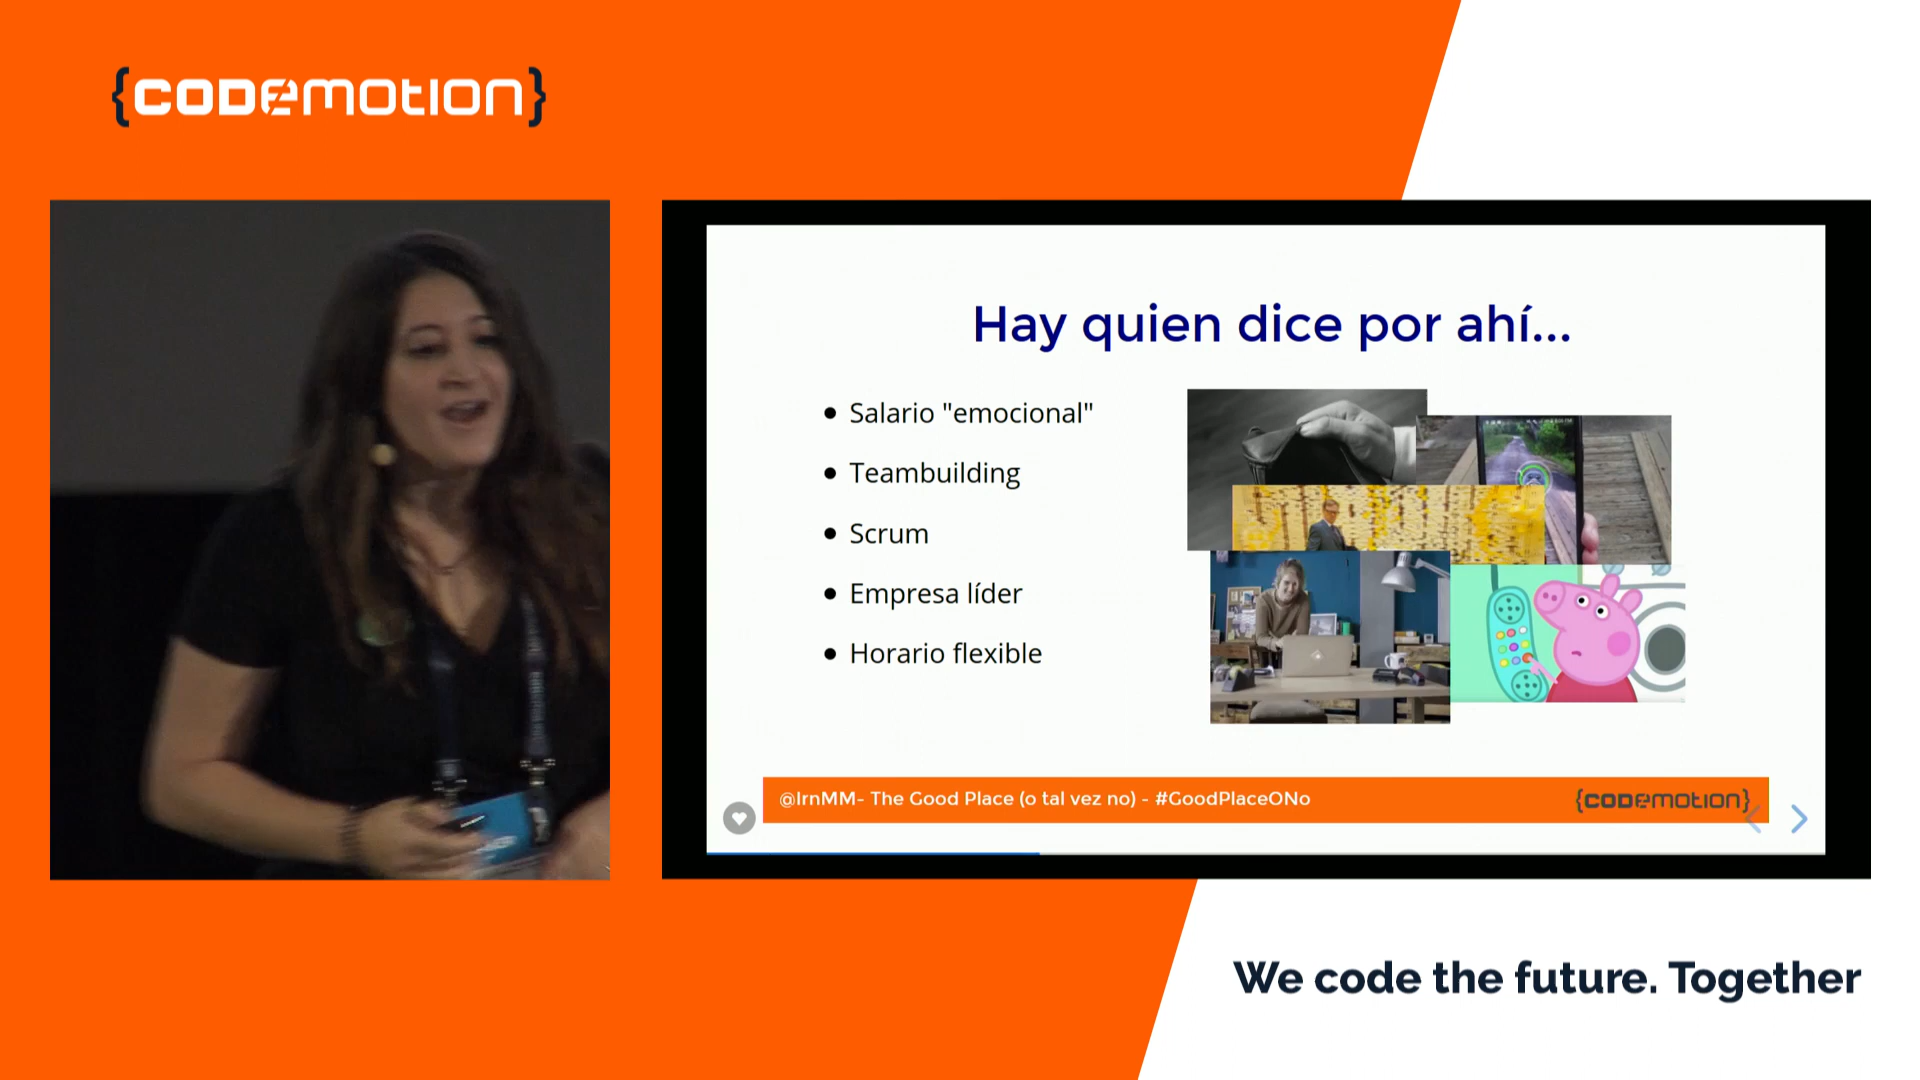 {CODEMOTION}
Hay quien dice por ahí...
Salario "emocional"
Teambuilding
Scrum
Empresa líder
Horario flexible
@IrnMM- The Good Place (o tal vez no) - #GoodPlaceONo
{CODEMOTION}
We code the future. Together